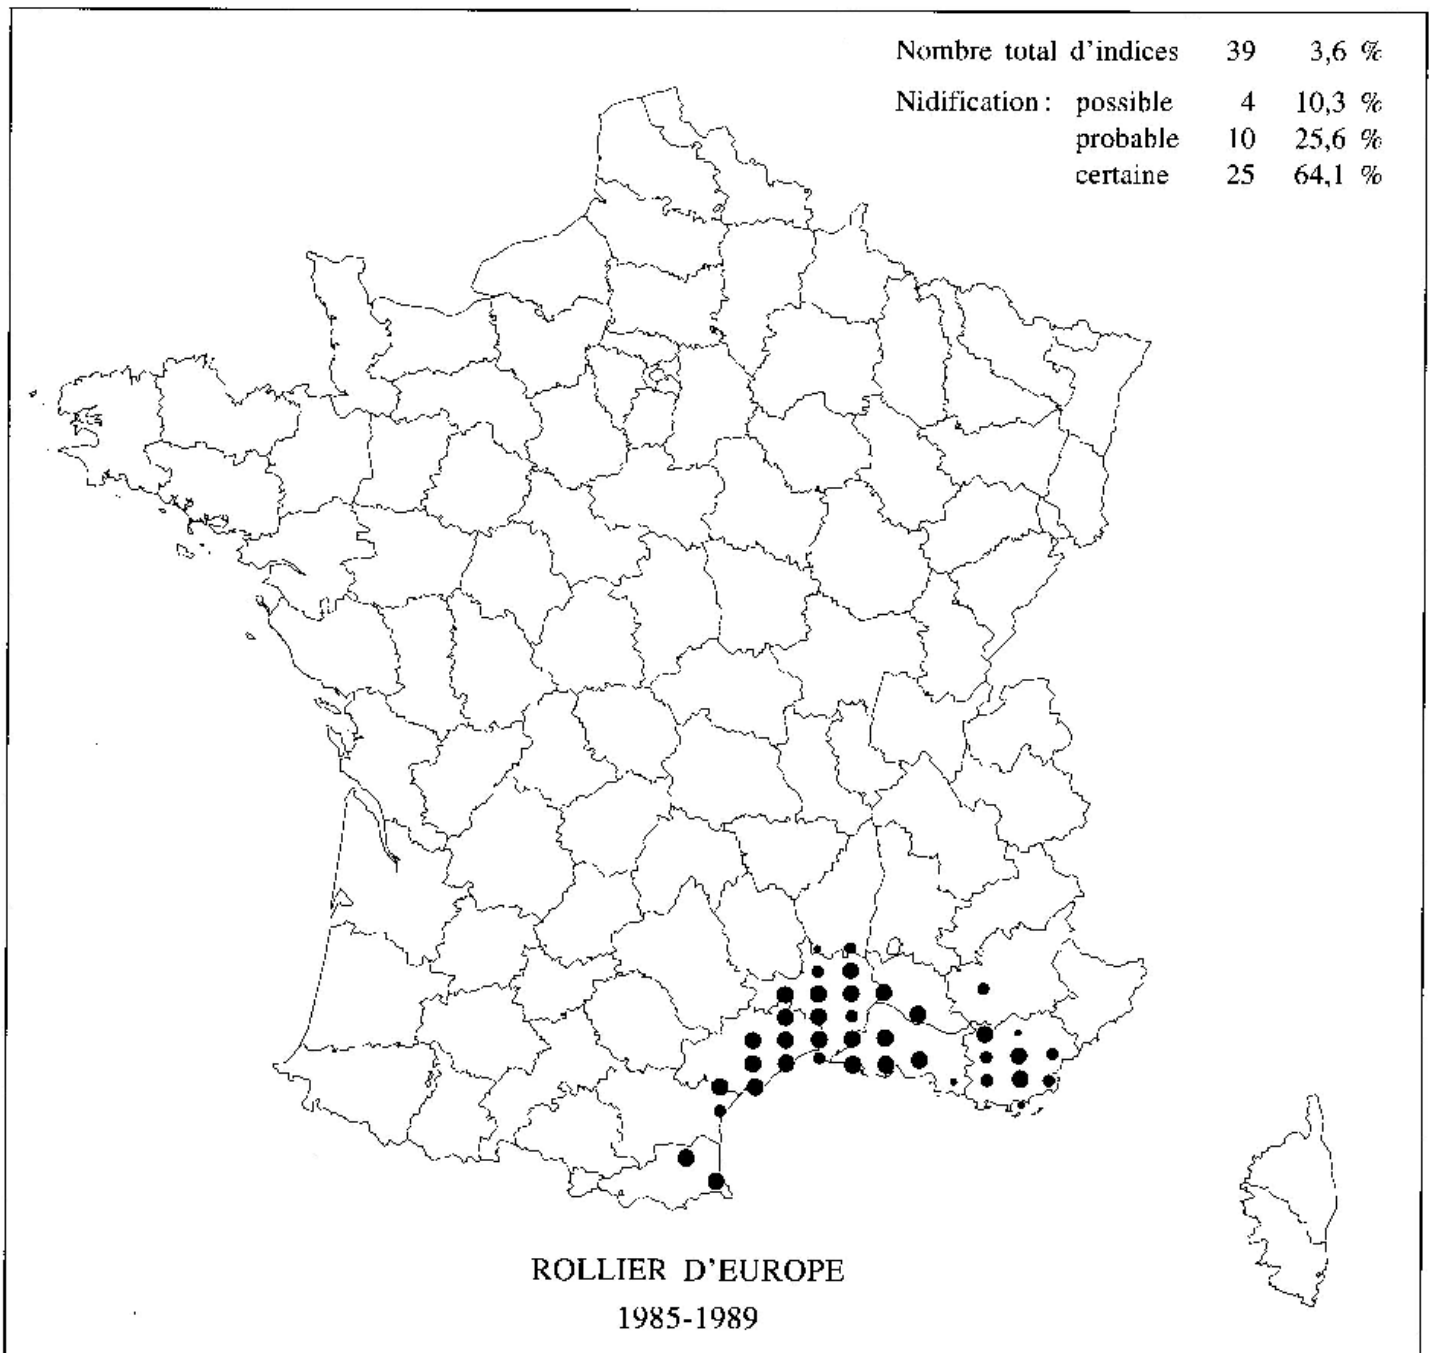 Nombre total d'indices 39 3,6 %
Nidification : possible 4 10,3 %
probable 10 25,6 %
certaine 25 64,1 %
ROLLIER D'EUROPE
1985-1989